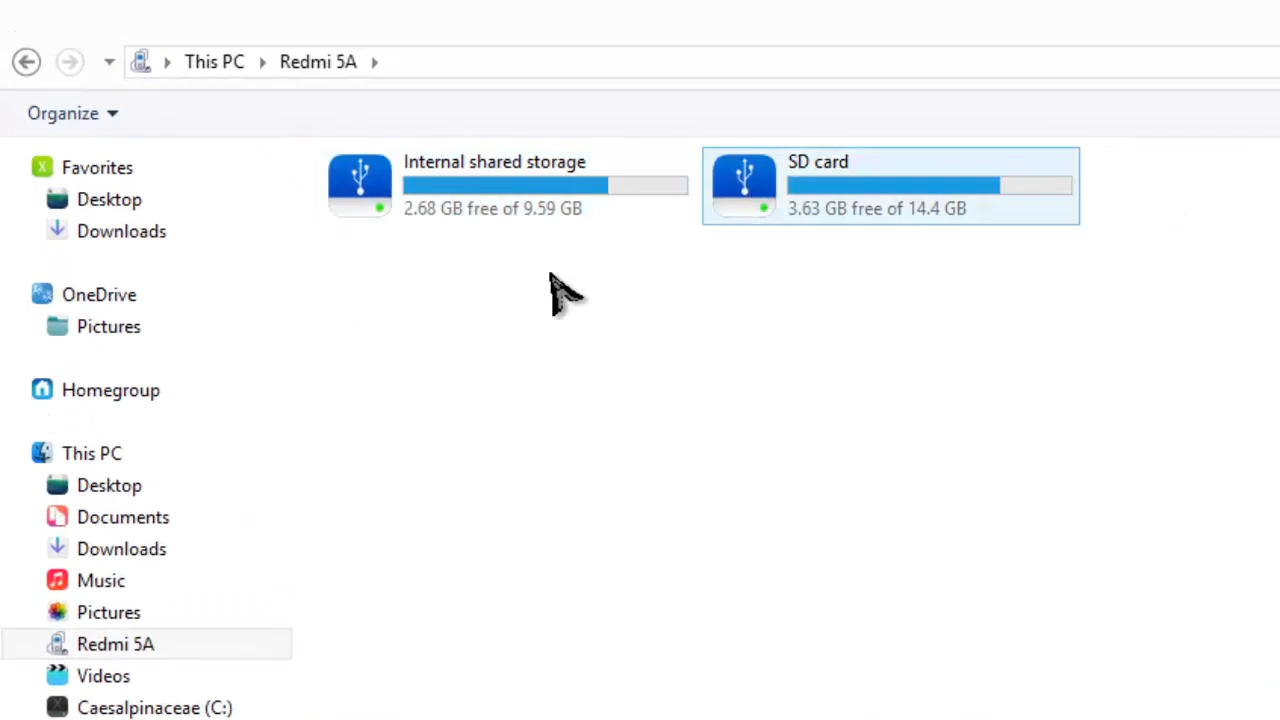 This PC Redmi 5A
Organize
Favorites
Desktop
Downloads
OneDrive
Pictures
Homegroup
This PC
Desktop
Documents
Downloads
Music
Pictures
Redmi 5A
Videos
Caesalpinaceae (C:)
Internal shared storage
2.68 GB free of 9.59 GB
SD card
3.63 GB free of 14.4 GB